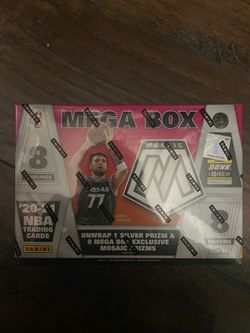 MEGA BOX
MOSAIC
8
DUNK
DALLAS
77
'20-21
NBA
TRADING
CARDS
PANINI
8
UNWRAP 1 SILVER PRIZM &
9 MEGA BOX EXCLUSIVE
MOSAIC PRIZMS